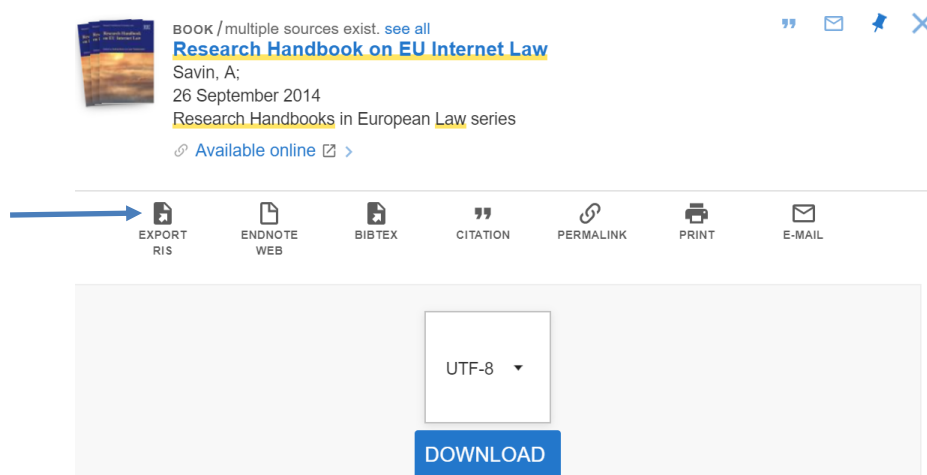 BOOK / multiple sources exist. see all
Research Handbook on EU Internet Law
Savin, A;
26 September 2014
Research Handbooks in European Law series
Available online
EXPORT RIS
ENDNOTE WEB
BIBTEX
CITATION
PERMALINK
PRINT
E-MAIL
UTF-8
DOWNLOAD